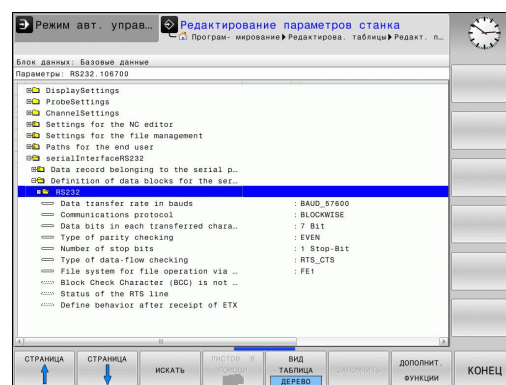 Режим авт. управ…
Редактирование параметров станка
Програм- мирование▶Редактирова. таблицы▶Редакт. п…
Блок данных: Базовые данные
Параметры: RS232.106700
DisplaySettings
ProbeSettings
ChannelSettings
Settings for the NC editor
Settings for the file management
Paths for the end user
serialInterfaceRS232
Data record belonging to the serial p…
Definition of data blocks for the ser…
RS232
Data transfer rate in bauds : BAUD_57600
Communications protocol : BLOCKWISE
Data bits in each transferred chara… : 7 Bit
Type of parity checking : EVEN
Number of stop bits : 1 Stop-Bit
Type of data-flow checking : RTS_CTS
File system for file operation via … : FE1
Block Check Character (BCC) is not …
Status of the RTS line
Define behavior after receipt of ETX
СТРАНИЦА
СТРАНИЦА
ИСКАТЬ
ЛИСТОВ. В
ПОМОЩИ
ВИД
ТАБЛИЦА
ДЕРЕВО
ЗАПОМНИТЬ
ДОПОЛНИТ.
ФУНКЦИИ
КОНЕЦ